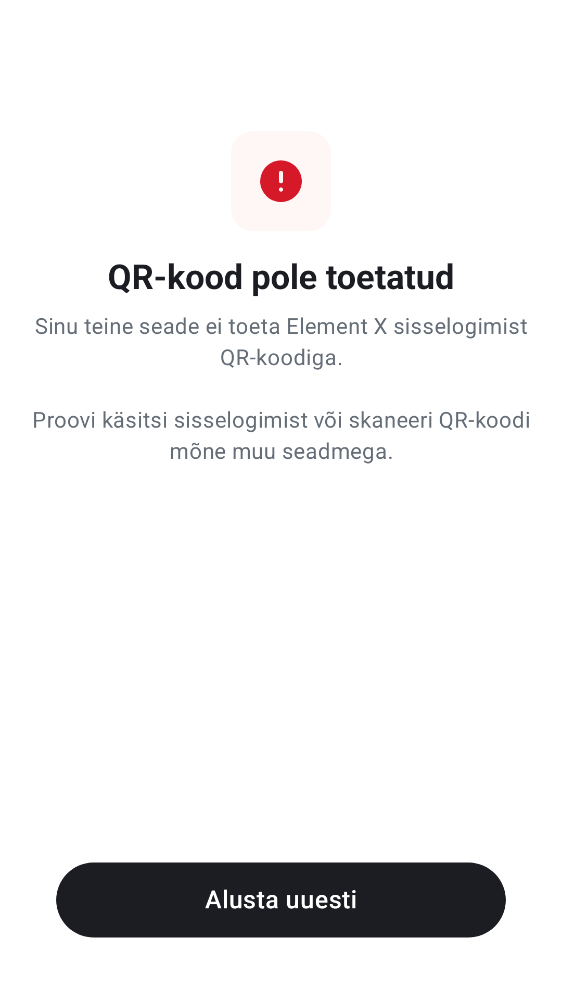 QR-kood pole toetatud
Sinu teine seade ei toeta Element X sisselogimist
QR-koodiga.
Proovi käsitsi sisselogimist või skaneeri QR-koodi
mõne muu seadmega.
Alusta uuesti